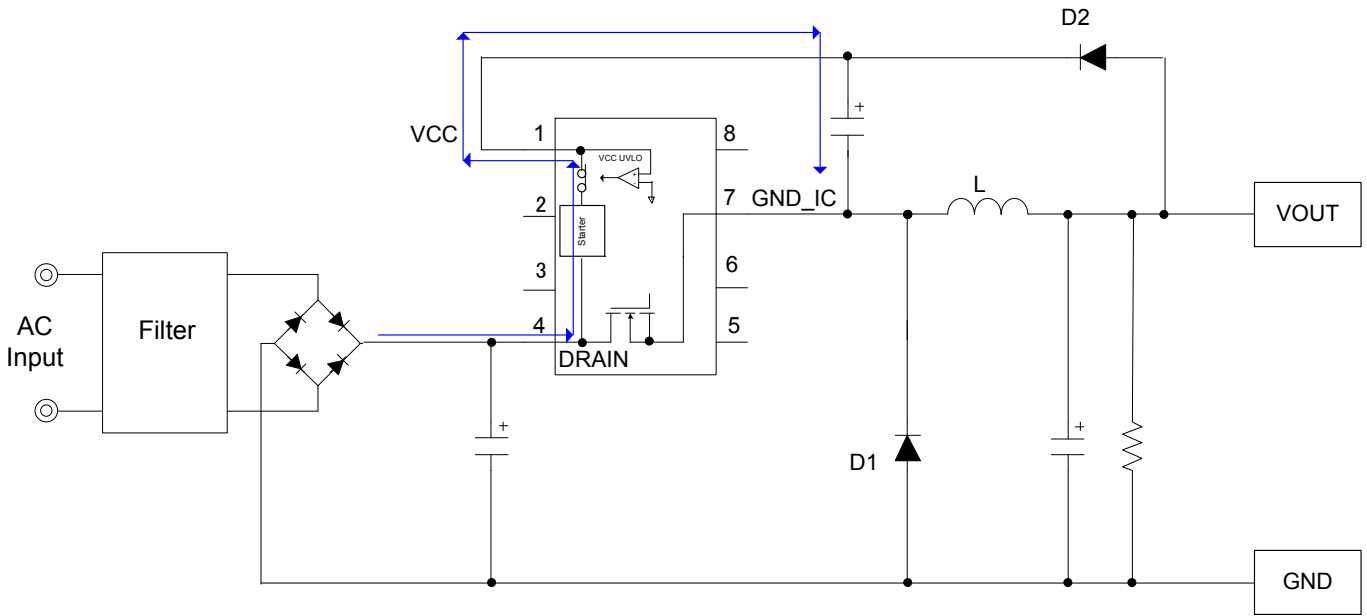 D2
VCC
1
8
VCC UVLO
+
-
+
2
7
GND_IC
L
VOUT
Starter
3
6
AC
Input
Filter
4
5
DRAIN
+
+
D1
GND